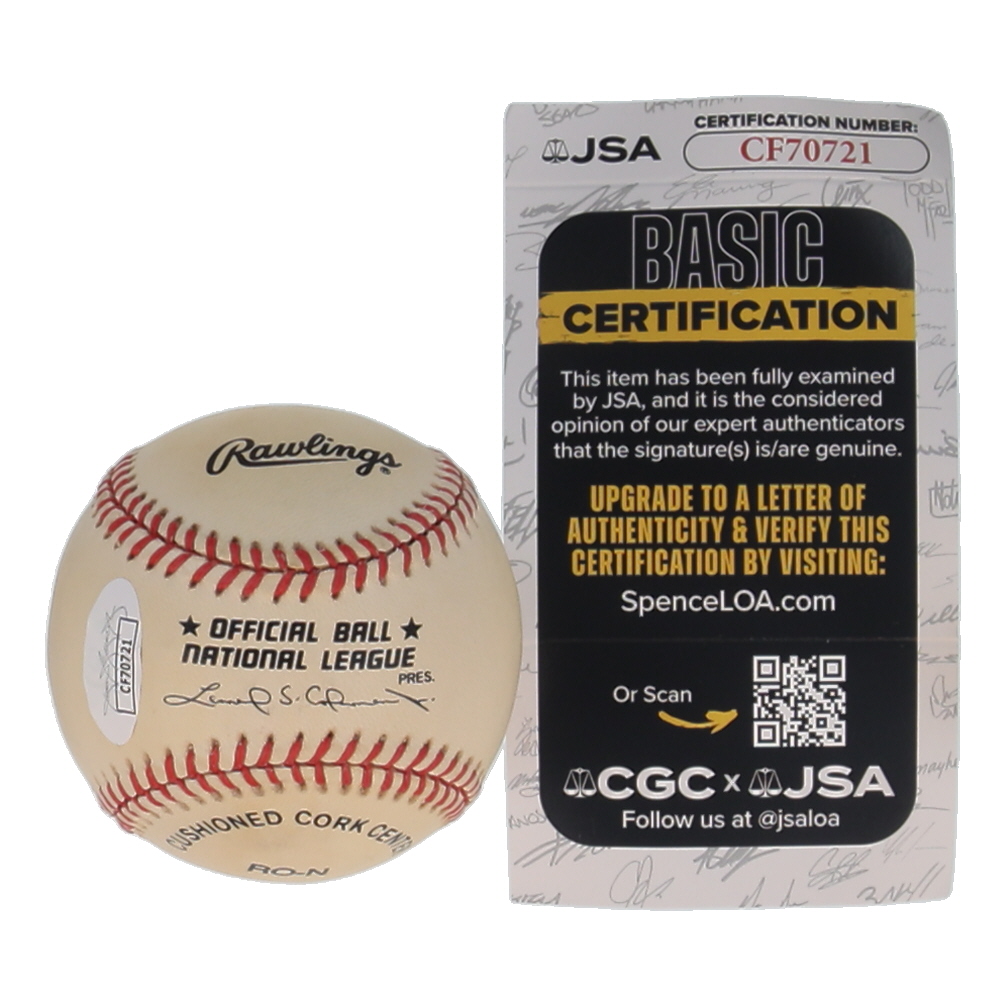 Rawlings®
★ OFFICIAL BALL ★
NATIONAL LEAGUE
PRES.
CF70721
CUSHIONED CORK CENTE
RO-N
JSA
CERTIFICATION NUMBER:
CF70721
BASIC
CERTIFICATION
This item has been fully examined
by JSA, and it is the considered
opinion of our expert authenticators
that the signature(s) is/are genuine.
UPGRADE TO A LETTER OF
AUTHENTICITY & VERIFY THIS
CERTIFICATION BY VISITING:
SpenceLOA.com
Or Scan
CGC x JSA
Follow us at @jsaloa